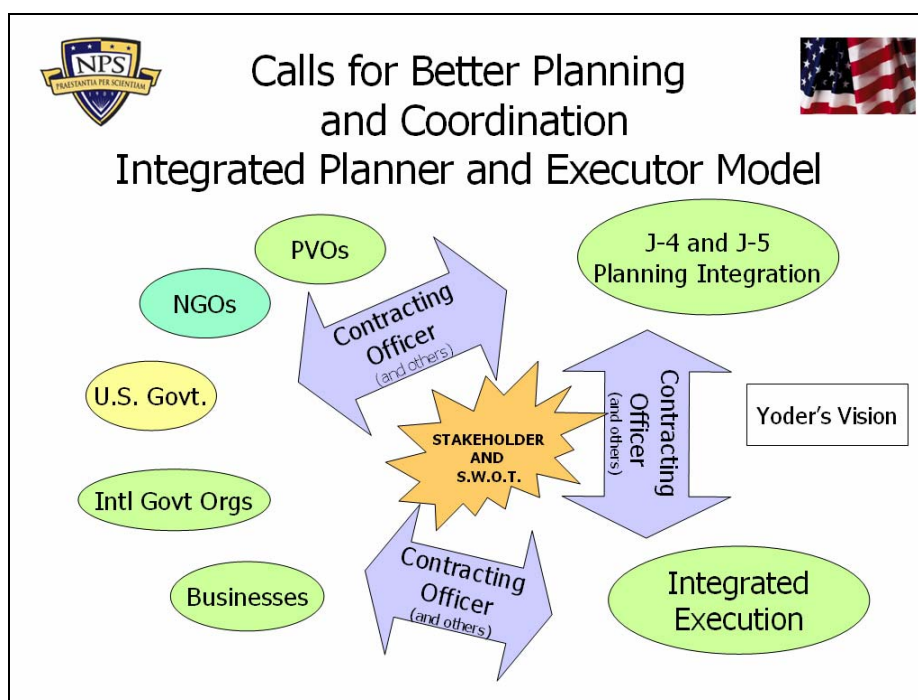 NPS
PRAESTANTIA PER SCIENTIAM
Calls for Better Planning
and Coordination
Integrated Planner and Executor Model
PVOs
NGOs
U.S. Govt.
Intl Govt Orgs
Businesses
Contracting
Officer
(and others)
J-4 and J-5
Planning Integration
STAKEHOLDER
AND
S.W.O.T.
Contracting
Officer
(and others)
Yoder's Vision
Contracting
Officer
(and others)
Integrated
Execution